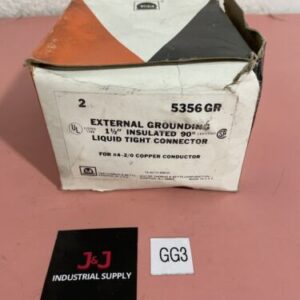 2 5356GR
EXTERNAL GROUNDING
1½" INSULATED 90°
LIQUID TIGHT CONNECTOR
FOR #4-2/0 COPPER CONDUCTOR
J&J
INDUSTRIAL SUPPLY
GG3